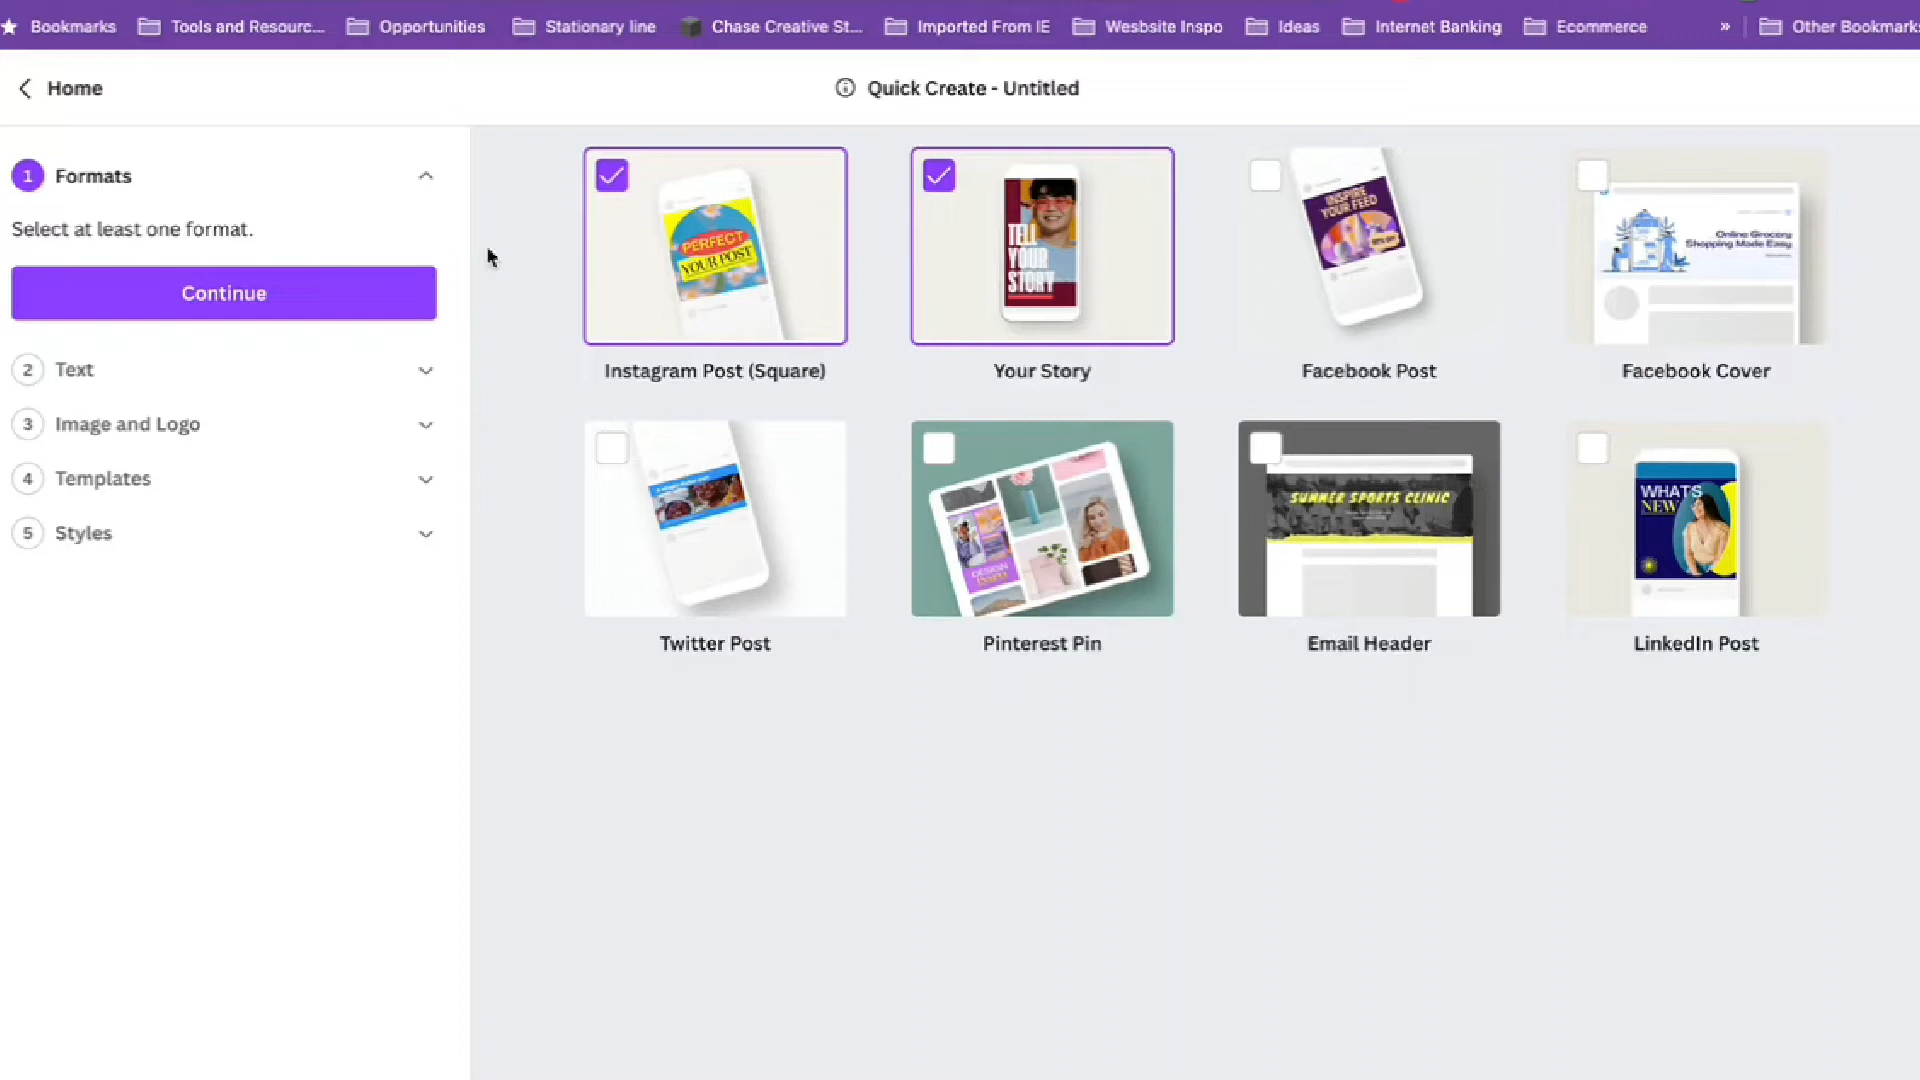 Bookmarks Tools and Resourc... Opportunities Stationary line Chase Creative St... Imported From IE Wesbsite Inspo Ideas Internet Banking Ecommerce » Other Bookmarks
Home
Quick Create - Untitled
1 Formats
Select at least one format.
Continue
2 Text
3 Image and Logo
4 Templates
5 Styles
PERFECT
YOUR POST
Instagram Post (Square)
TELL
YOUR
STORY
Your Story
INSPIRE
YOUR FEED
Facebook Post
Online Grocery
Shopping Made Easy
Facebook Cover
Twitter Post
DESIGN
INSPO
Pinterest Pin
SUMMER SPORTS CLINIC
Email Header
WHAT'S
NEW
LinkedIn Post